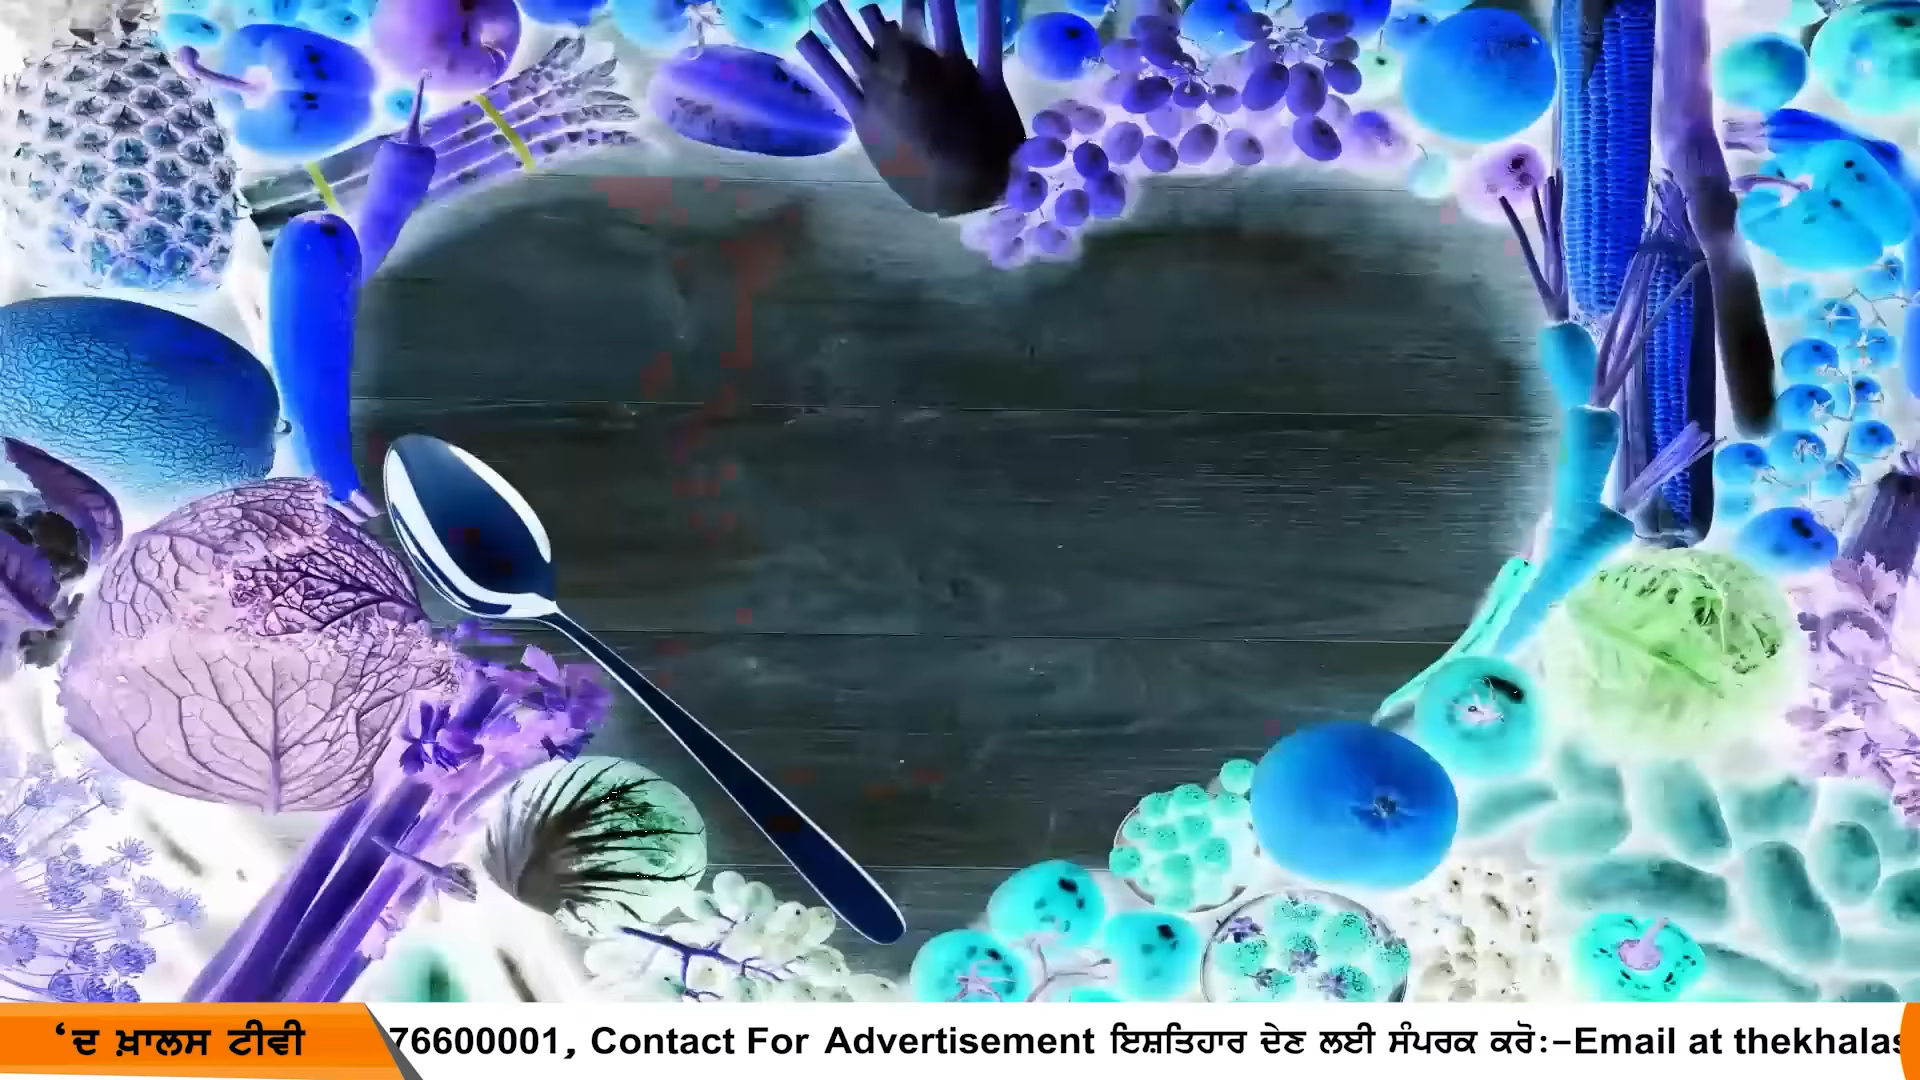 ‘ਦ ਖ਼ਾਲਸ ਟੀਵੀ
76600001, Contact For Advertisement ਇਸ਼ਤਿਹਾਰ ਦੇਣ ਲਈ ਸੰਪਰਕ ਕਰੋ:-Email at thekhalas